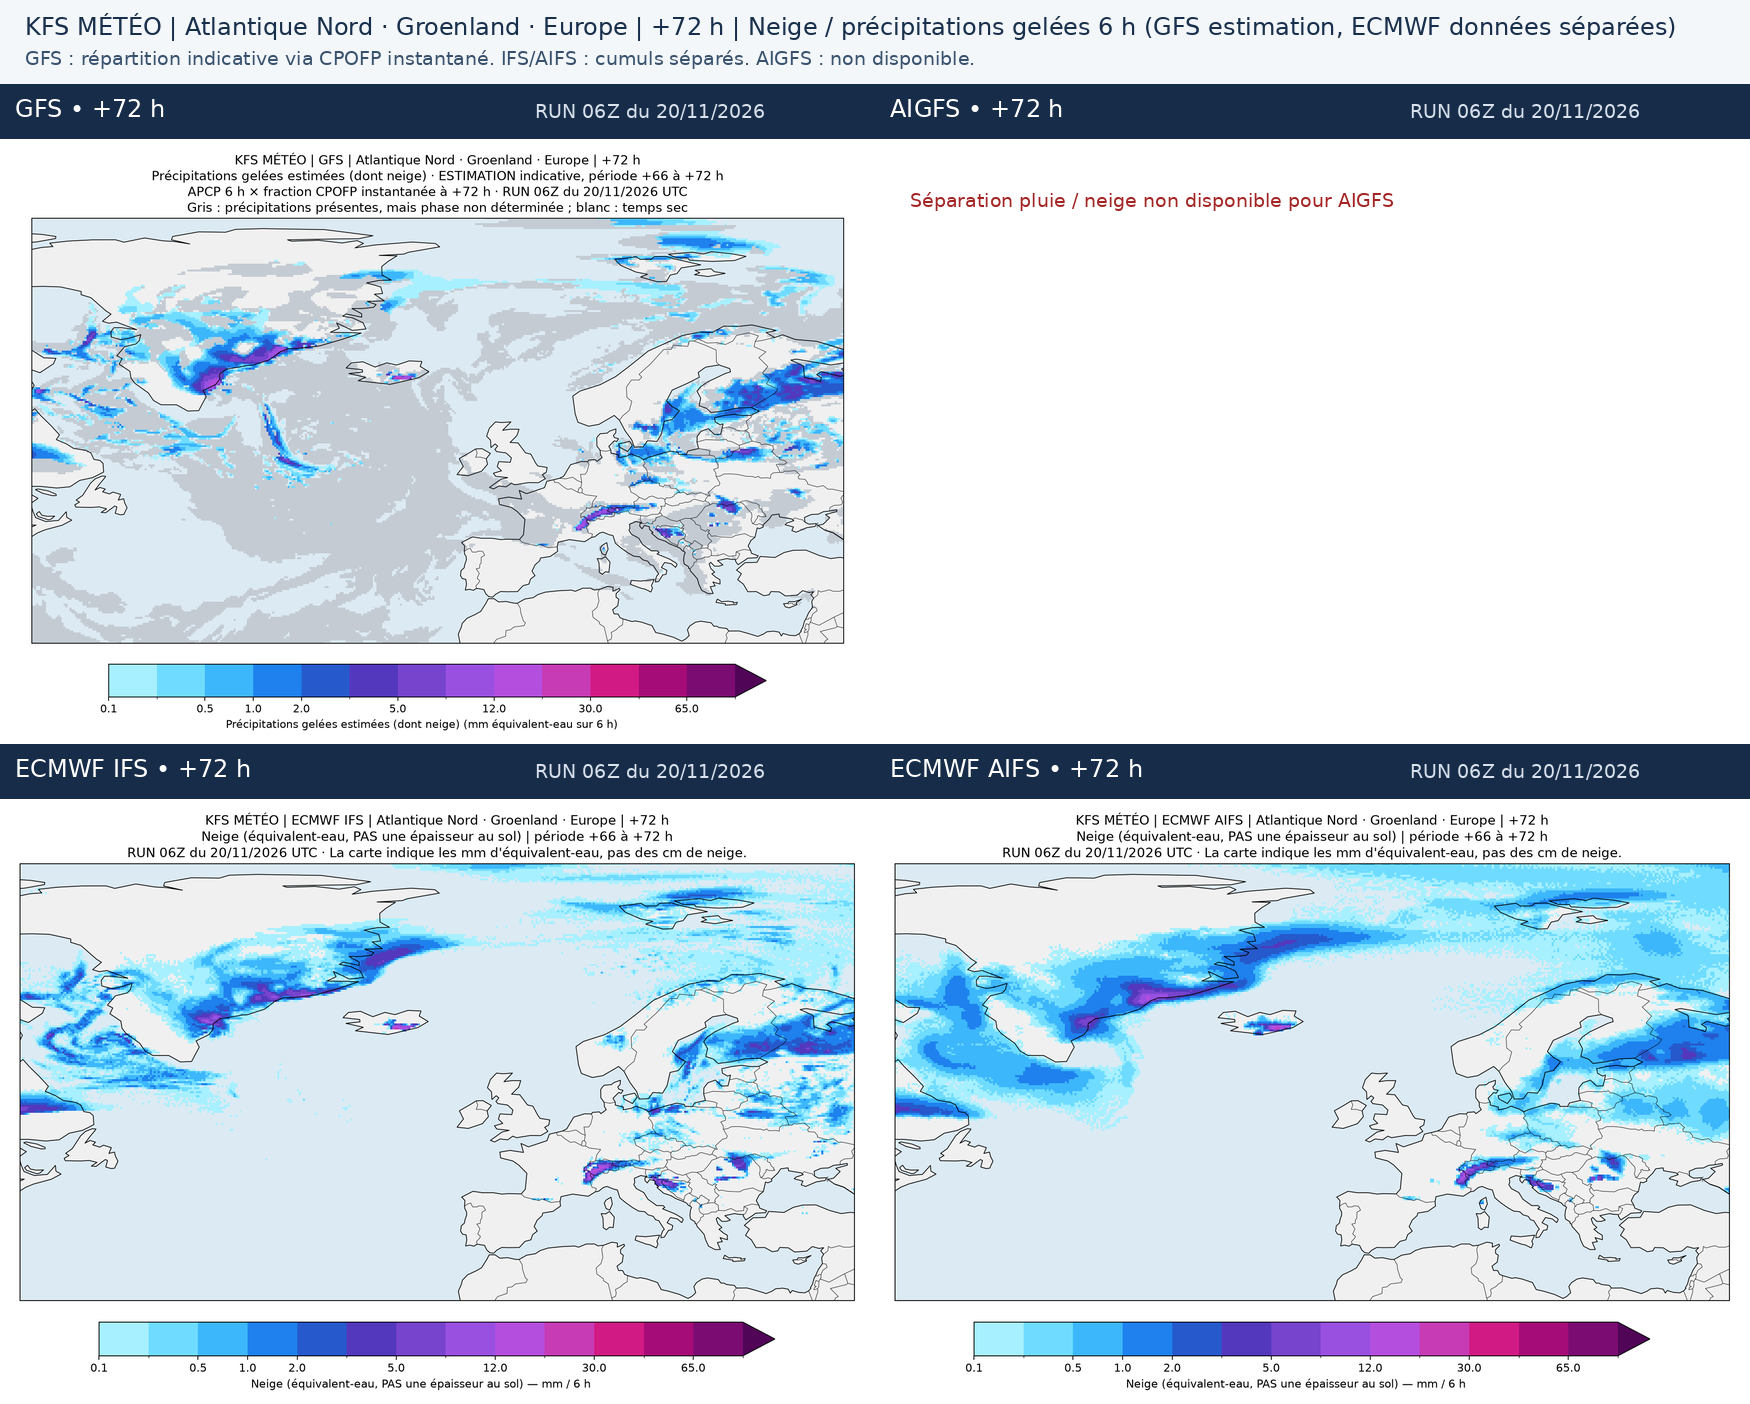 KFS MÉTÉO | Atlantique Nord · Groenland · Europe | +72 h | Neige / précipitations gelées 6 h (GFS estimation, ECMWF données séparées)
GFS : répartition indicative via CPOFP instantané. IFS/AIFS : cumuls séparés. AIGFS : non disponible.
GFS • +72 h
RUN 06Z du 20/11/2026
AIGFS • +72 h
RUN 06Z du 20/11/2026
KFS MÉTÉO | GFS | Atlantique Nord · Groenland · Europe | +72 h
Précipitations gelées estimées (dont neige) · ESTIMATION indicative, période +66 à +72 h
APCP 6 h × fraction CPOFP instantanée à +72 h · RUN 06Z du 20/11/2026 UTC
Gris : précipitations présentes, mais phase non déterminée ; blanc : temps sec
Séparation pluie / neige non disponible pour AIGFS
0.1 0.5 1.0 2.0 5.0 12.0 30.0 65.0
Précipitations gelées estimées (dont neige) (mm équivalent-eau sur 6 h)
ECMWF IFS • +72 h
RUN 06Z du 20/11/2026
ECMWF AIFS • +72 h
RUN 06Z du 20/11/2026
KFS MÉTÉO | ECMWF IFS | Atlantique Nord · Groenland · Europe | +72 h
Neige (équivalent-eau, PAS une épaisseur au sol) | période +66 à +72 h
RUN 06Z du 20/11/2026 UTC · La carte indique les mm d'équivalent-eau, pas des cm de neige.
0.1 0.5 1.0 2.0 5.0 12.0 30.0 65.0
Neige (équivalent-eau, PAS une épaisseur au sol) — mm / 6 h
KFS MÉTÉO | ECMWF AIFS | Atlantique Nord · Groenland · Europe | +72 h
Neige (équivalent-eau, PAS une épaisseur au sol) | période +66 à +72 h
RUN 06Z du 20/11/2026 UTC · La carte indique les mm d'équivalent-eau, pas des cm de neige.
0.1 0.5 1.0 2.0 5.0 12.0 30.0 65.0
Neige (équivalent-eau, PAS une épaisseur au sol) — mm / 6 h